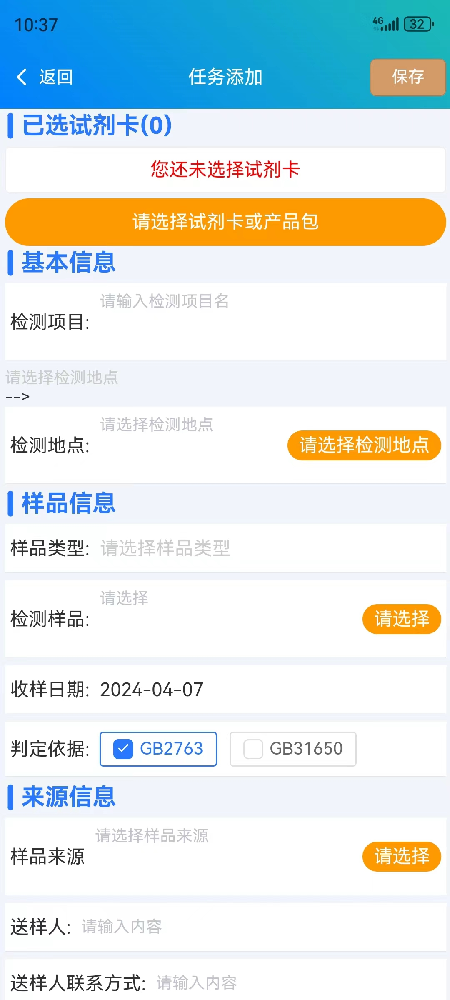 10:37
4G
32
返回
任务添加
保存
已选试剂卡(0)
您还未选择试剂卡
请选择试剂卡或产品包
基本信息
请输入检测项目名
检测项目:
请选择检测地点
-->
请选择检测地点
检测地点:
请选择检测地点
样品信息
样品类型: 请选择样品类型
请选择
检测样品:
请选择
收样日期: 2024-04-07
判定依据: GB2763 GB31650
来源信息
请选择样品来源
样品来源
请选择
送样人: 请输入内容
送样人联系方式: 请输入内容